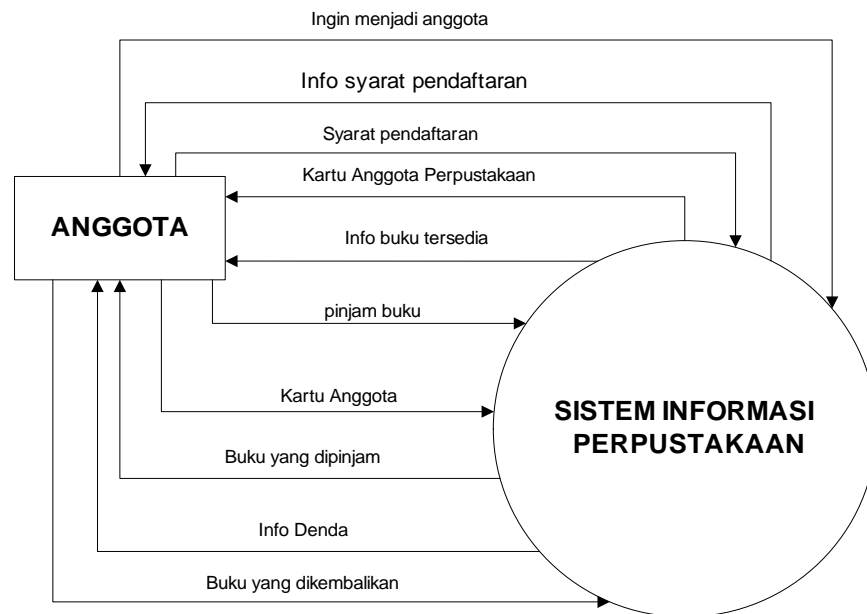 Ingin menjadi anggota
Info syarat pendaftaran
Syarat pendaftaran
Kartu Anggota Perpustakaan
ANGGOTA
Info buku tersedia
pinjam buku
Kartu Anggota
SISTEM INFORMASI
PERPUSTAKAAN
Buku yang dipinjam
Info Denda
Buku yang dikembalikan